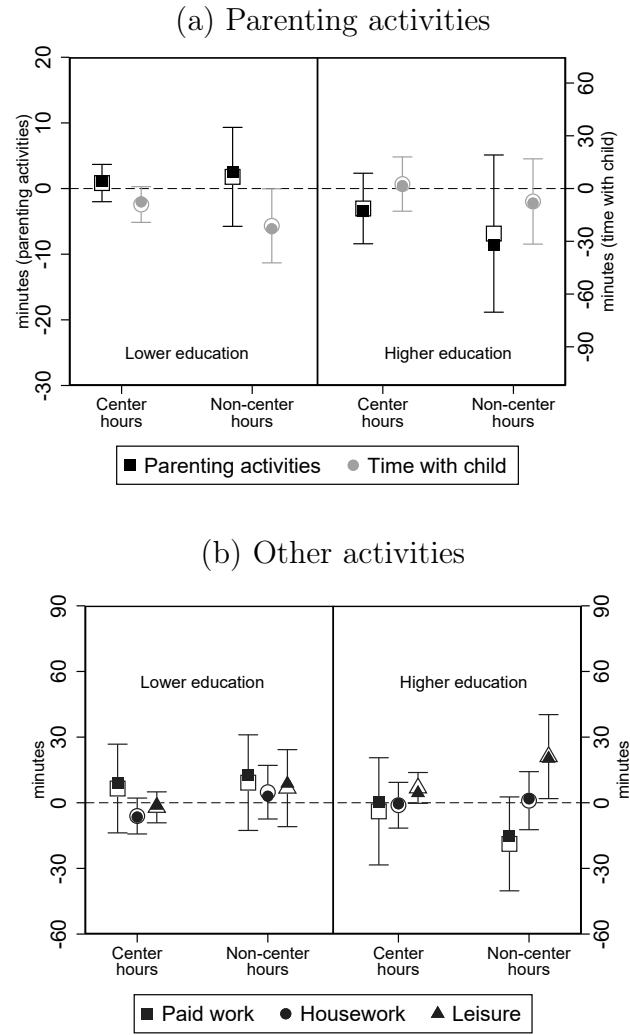 (a) Parenting activities
20
10
0
-10
-20
-30
minutes (parenting activities)
60
30
0
-30
-60
-90
minutes (time with child)
Lower education
Higher education
Center hours
Non-center hours
Center hours
Non-center hours
Parenting activities
Time with child
(b) Other activities
90
60
30
0
-30
-60
minutes
90
60
30
0
-30
-60
minutes
Lower education
Higher education
Center hours
Non-center hours
Center hours
Non-center hours
Paid work
Housework
Leisure